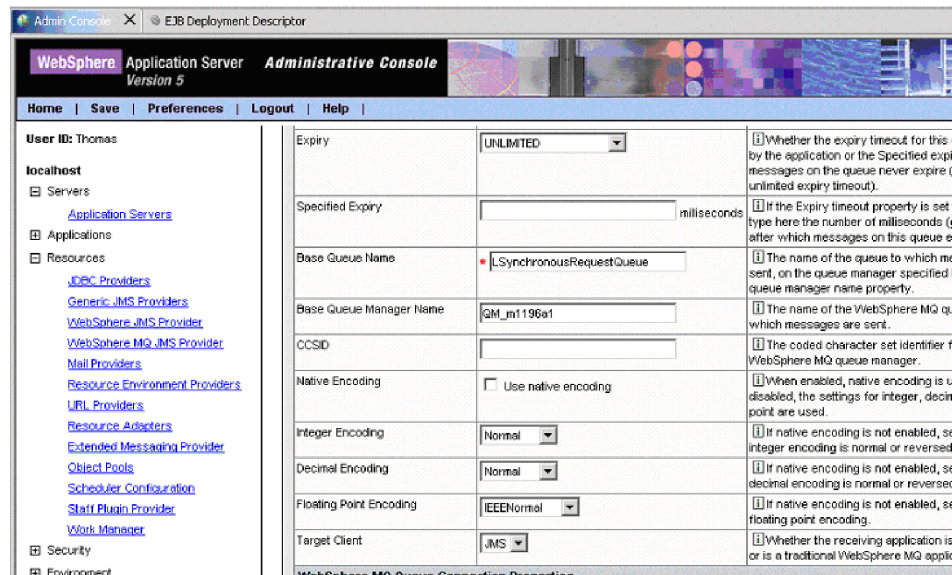 Admin Console
EJB Deployment Descriptor
WebSphere Application Server Administrative Console
Version 5
Home | Save | Preferences | Logout | Help |
User ID: Thomas
localhost
Servers
Application Servers
Applications
Resources
JDBC Providers
Generic JMS Providers
WebSphere JMS Provider
WebSphere MQ JMS Provider
Mail Providers
Resource Environment Providers
URL Providers
Resource Adapters
Extended Messaging Provider
Object Pools
Scheduler Configuration
Staff Plugin Provider
Work Manager
Security
Environment
Expiry
UNLIMITED
Whether the expiry timeout for this
by the application or the Specified expi
messages on the queue never expire (
unlimited expiry timeout).
Specified Expiry
miliseconds
If the Expiry timeout property is set
type here the number of miliseconds (
after which messages on this queue e
Base Queue Name
* LSynchronousRequestQueue
The name of the queue to which me
sent, on the queue manager specified
queue manager name property.
Base Queue Manager Name
QM_m1196a1
The name of the WebSphere MQ qu
which messages are sent.
CCSID
The coded character set identifier f
WebSphere MQ queue manager.
Native Encoding
Use native encoding
When enabled, native encoding is u
disabled, the settings for integer, decim
point are used.
Integer Encoding
Normal
If native encoding is not enabled, se
integer encoding is normal or reversed
Decimal Encoding
Normal
If native encoding is not enabled, se
decimal encoding is normal or reversed
Floating Point Encoding
IEEENormal
If native encoding is not enabled, se
floating point encoding.
Target Client
JMS
Whether the receiving application is
or is a traditional WebSphere MQ applic
WebSphere MQ Queue Connection Properties